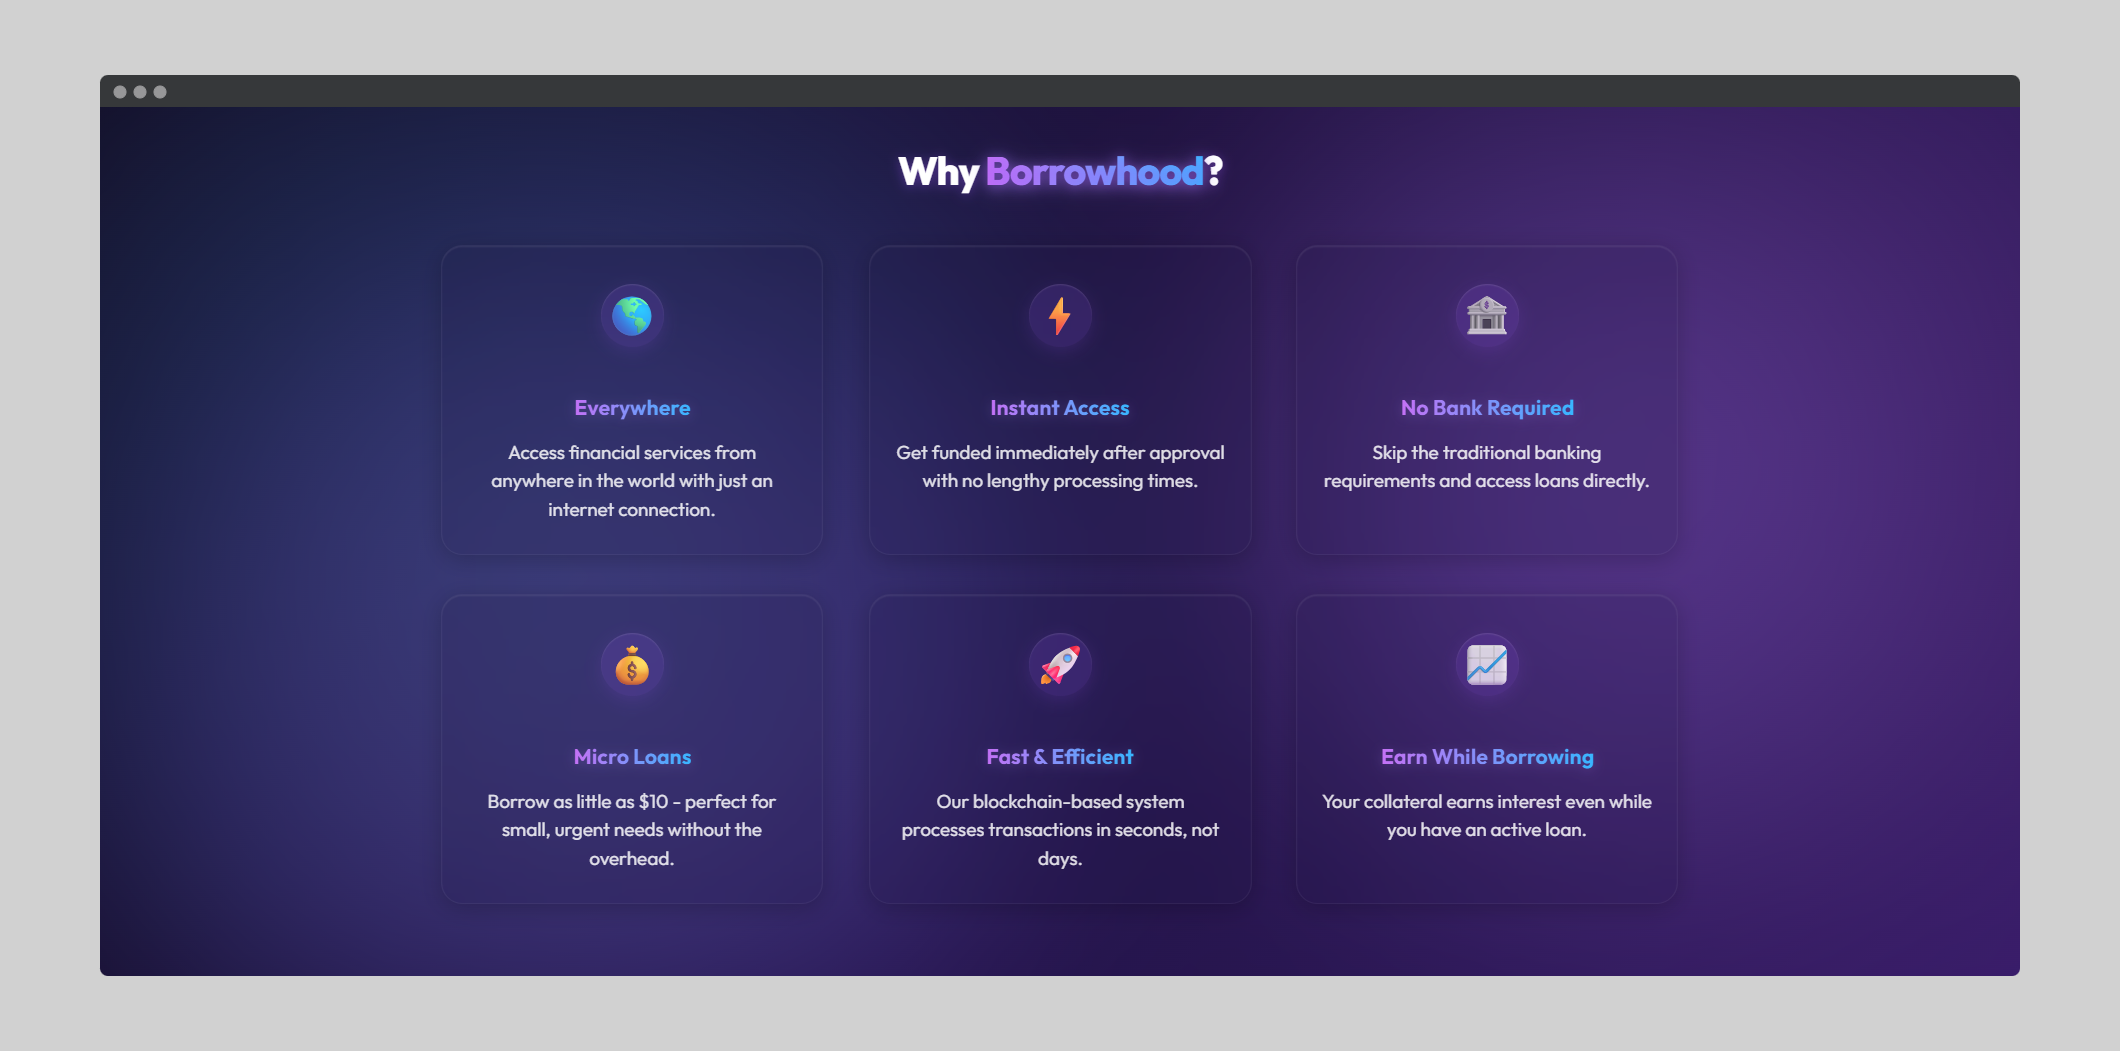 Why Borrowhood?
Everywhere
Access financial services from
anywhere in the world with just an
internet connection.
Instant Access
Get funded immediately after approval
with no lengthy processing times.
No Bank Required
Skip the traditional banking
requirements and access loans directly.
Micro Loans
Borrow as little as $10 - perfect for
small, urgent needs without the
overhead.
Fast & Efficient
Our blockchain-based system
processes transactions in seconds, not
days.
Earn While Borrowing
Your collateral earns interest even while
you have an active loan.